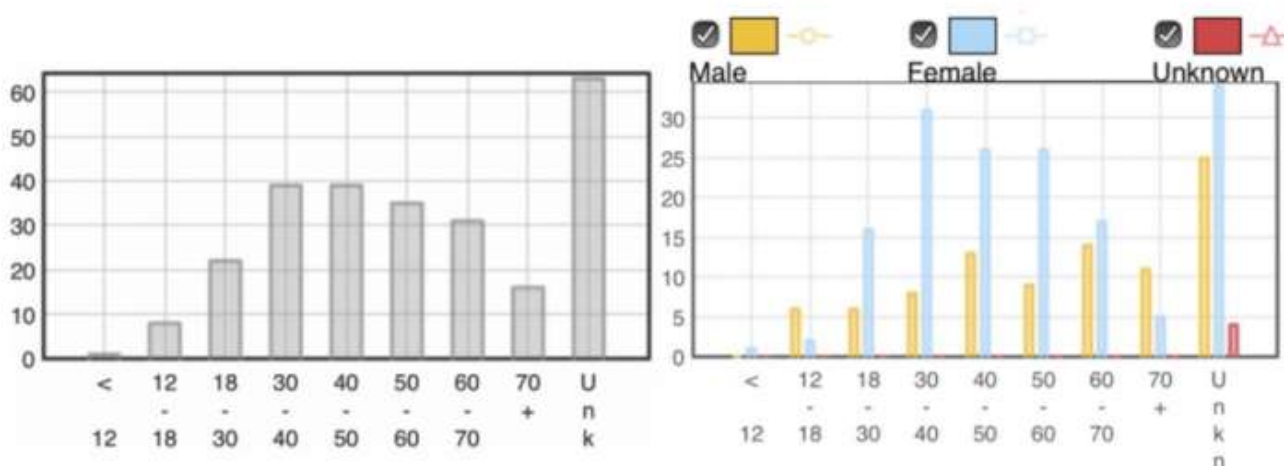 Male Female Unknown
60
50
40
30
20
10
0
< 12 18 30 40 50 60 70 U
- - - - - - + n
12 18 30 40 50 60 70 k
30
25
20
15
10
5
0
< 12 18 30 40 50 60 70 U
- - - - - - + n
12 18 30 40 50 60 70 k
n